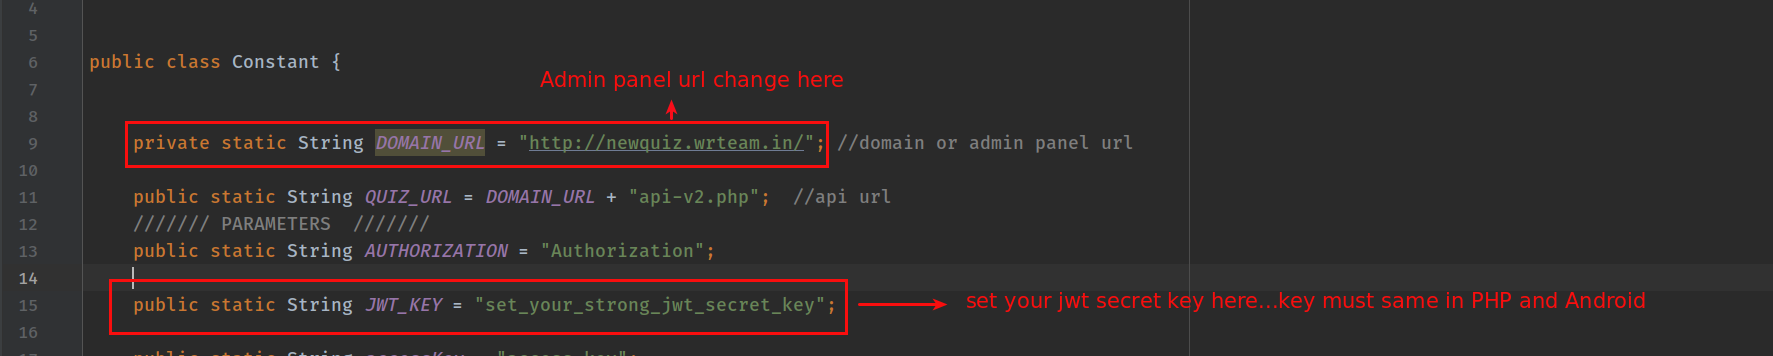 4
5
6 public class Constant {
7 Admin panel url change here
8
9 private static String DOMAIN_URL = "http://newquiz.wrteam.in/"; //domain or admin panel url
10
11 public static String QUIZ_URL = DOMAIN_URL + "api-v2.php";  //api url
12 /////// PARAMETERS  ///////
13 public static String AUTHORIZATION = "Authorization";
14
15 public static String JWT_KEY = "set_your_strong_jwt_secret_key"; set your jwt secret key here...key must same in PHP and Android
16